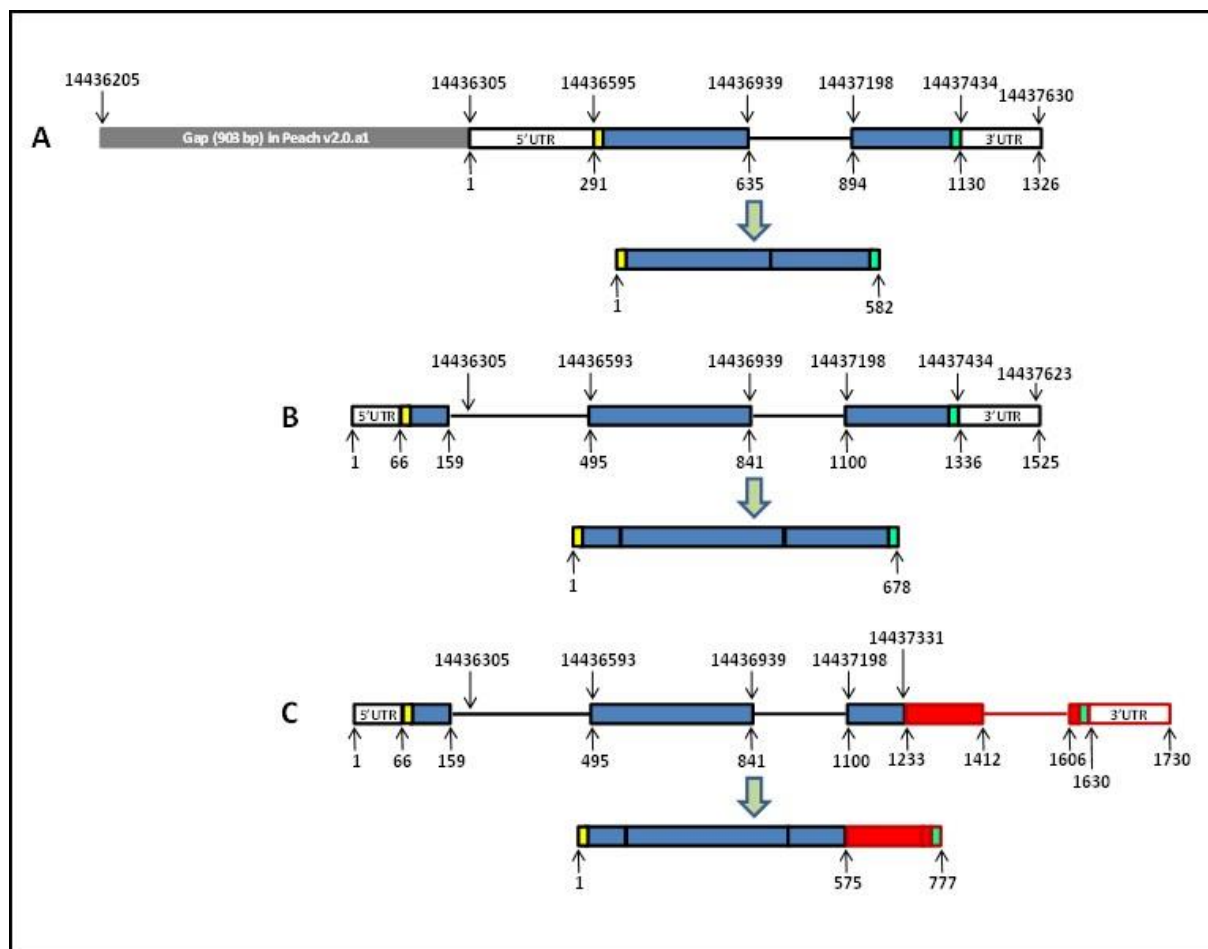 14436205 14436305 14436595 14436939 14437198 14437434 14437630
A Gap (903 bp) in Peach v2.0.a1 5'UTR 3'UTR
1 291 635 894 1130 1326
1 582
14436305 14436593 14436939 14437198 14437434 14437623
B 5'UTR 3'UTR
1 66 159 495 841 1100 1336 1525
1 678
14437331
14436305 14436593 14436939 14437198
C 5'UTR 3'UTR
1 66 159 495 841 1100 1233 1412 1606 1730
1630
1 575 777